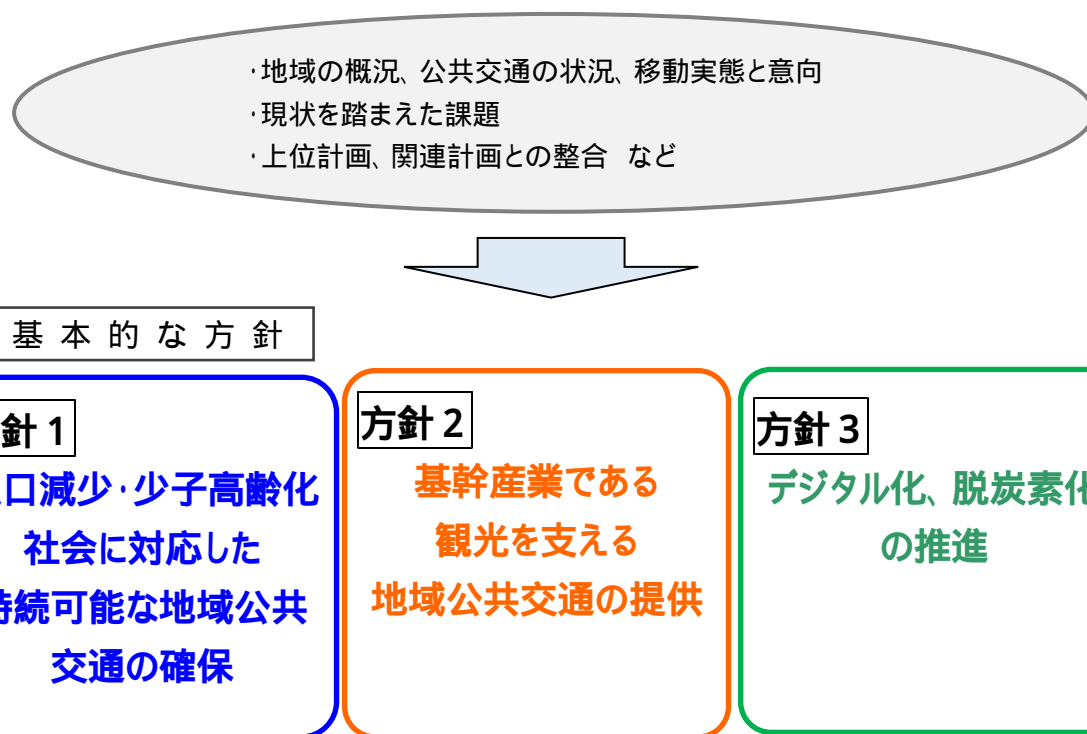 ・地域の概況、公共交通の状況、移動実態と意向
・現状を踏まえた課題
・上位計画、関連計画との整合　など
基本的な方針
針 1
口減少・少子高齢化
社会に対応した
続可能な地域公共
交通の確保
方針 2
基幹産業である
観光を支える
地域公共交通の提供
方針 3
デジタル化、脱炭素化
の推進